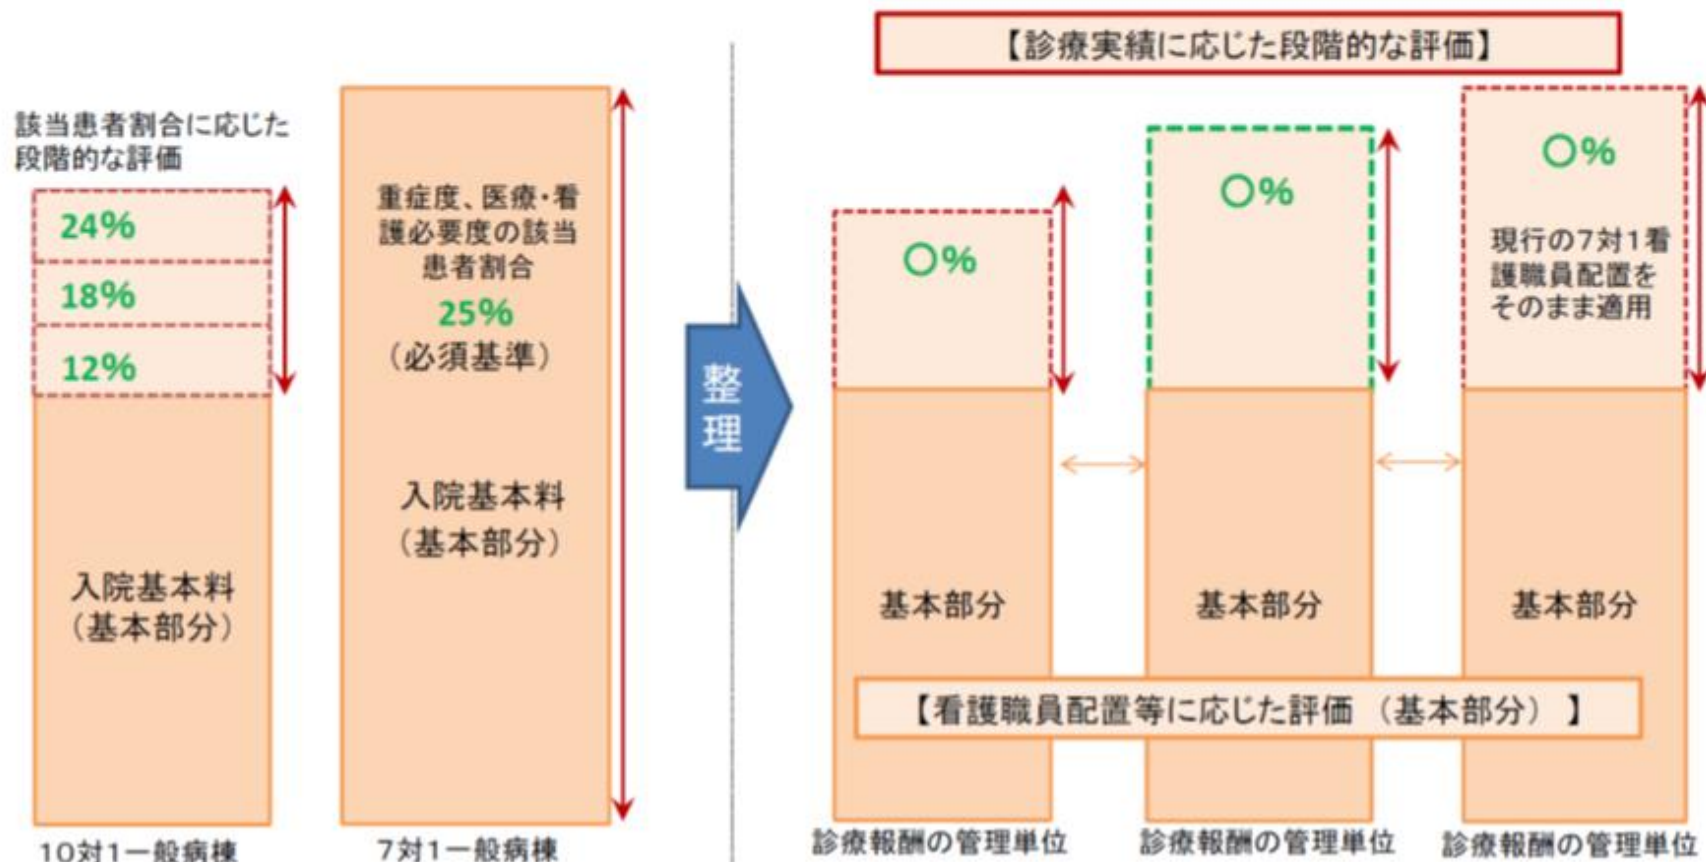 該当患者割合に応じた
段階的な評価
24%
18%
12%
入院基本料
（基本部分）
10対1一般病棟
重症度、医療・看
護必要度の該当
患者割合
25%
（必須基準）
入院基本料
（基本部分）
7対1一般病棟
整
理
【診療実績に応じた段階的な評価】
○%
○%
○%
現行の7対1看
護職員配置を
そのまま適用
基本部分
基本部分
基本部分
【看護職員配置等に応じた評価 （基本部分） 】
診療報酬の管理単位
診療報酬の管理単位
診療報酬の管理単位